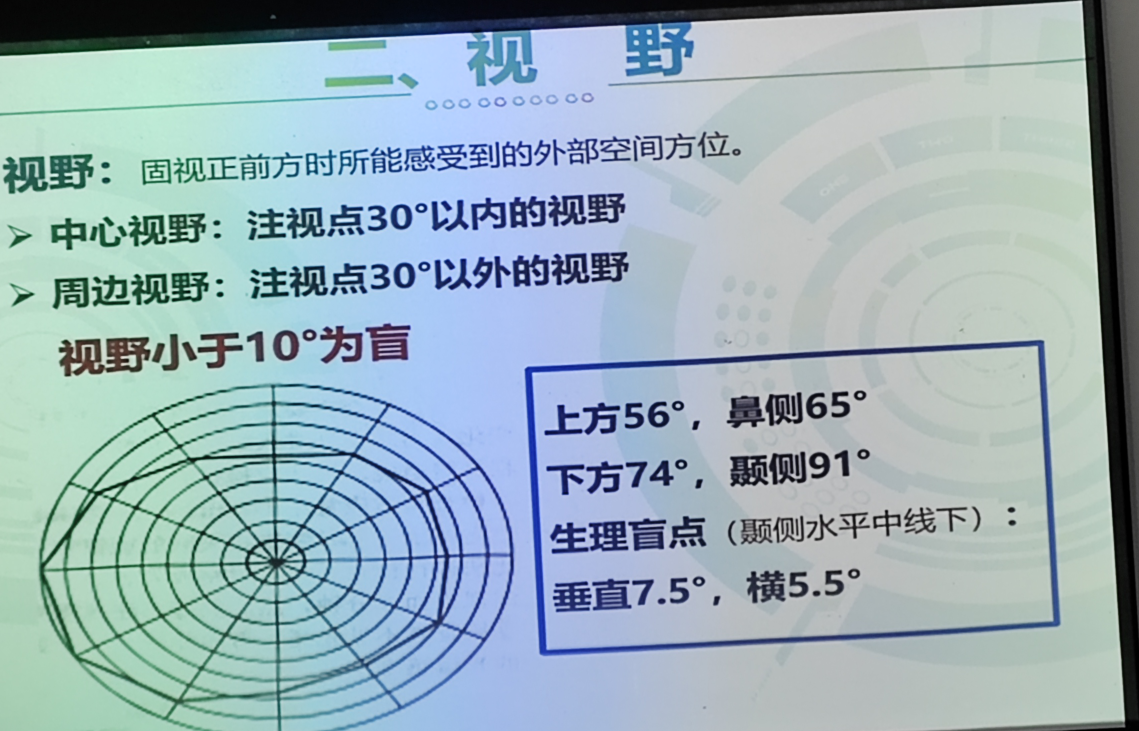 二、视 野
视野：固视正前方时所能感受到的外部空间方位。
➢ 中心视野：注视点30°以内的视野
➢ 周边视野：注视点30°以外的视野
视野小于10°为盲
上方56°，鼻侧65°
下方74°，颞侧91°
生理盲点（颞侧水平中线下）：
垂直7.5°，横5.5°